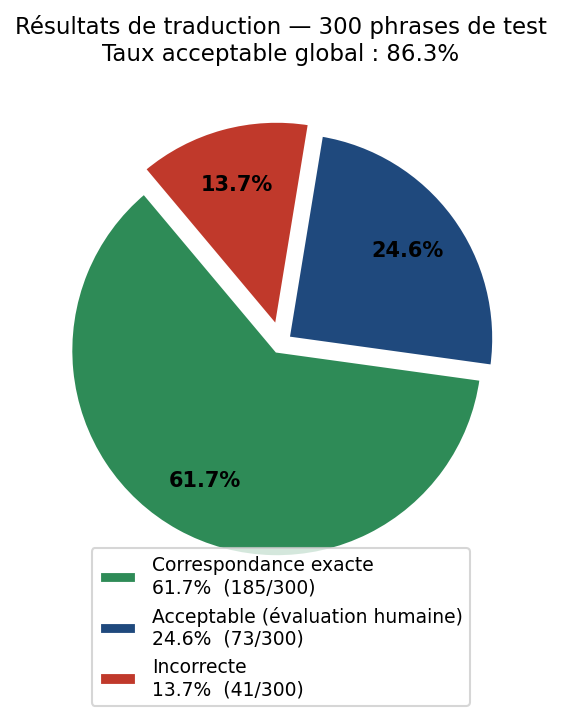 Résultats de traduction — 300 phrases de test
Taux acceptable global : 86.3%
13.7%
24.6%
61.7%
Correspondance exacte
61.7%  (185/300)
Acceptable (évaluation humaine)
24.6%  (73/300)
Incorrecte
13.7%  (41/300)